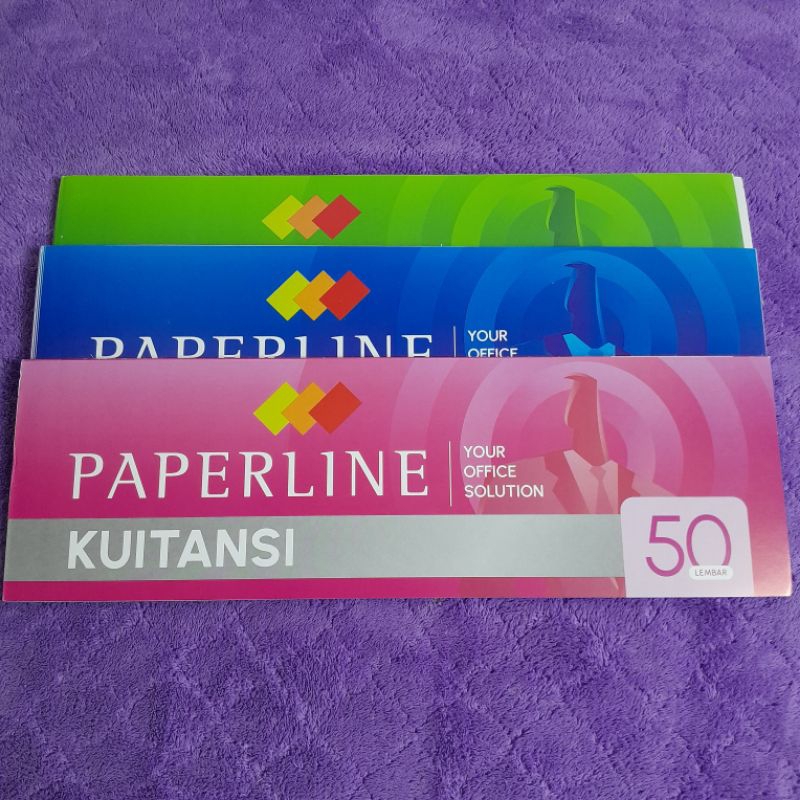 PAPERLINE
YOUR
OFFICE
PAPERLINE
YOUR
OFFICE
SOLUTION
KUITANSI
50
LEMBAR